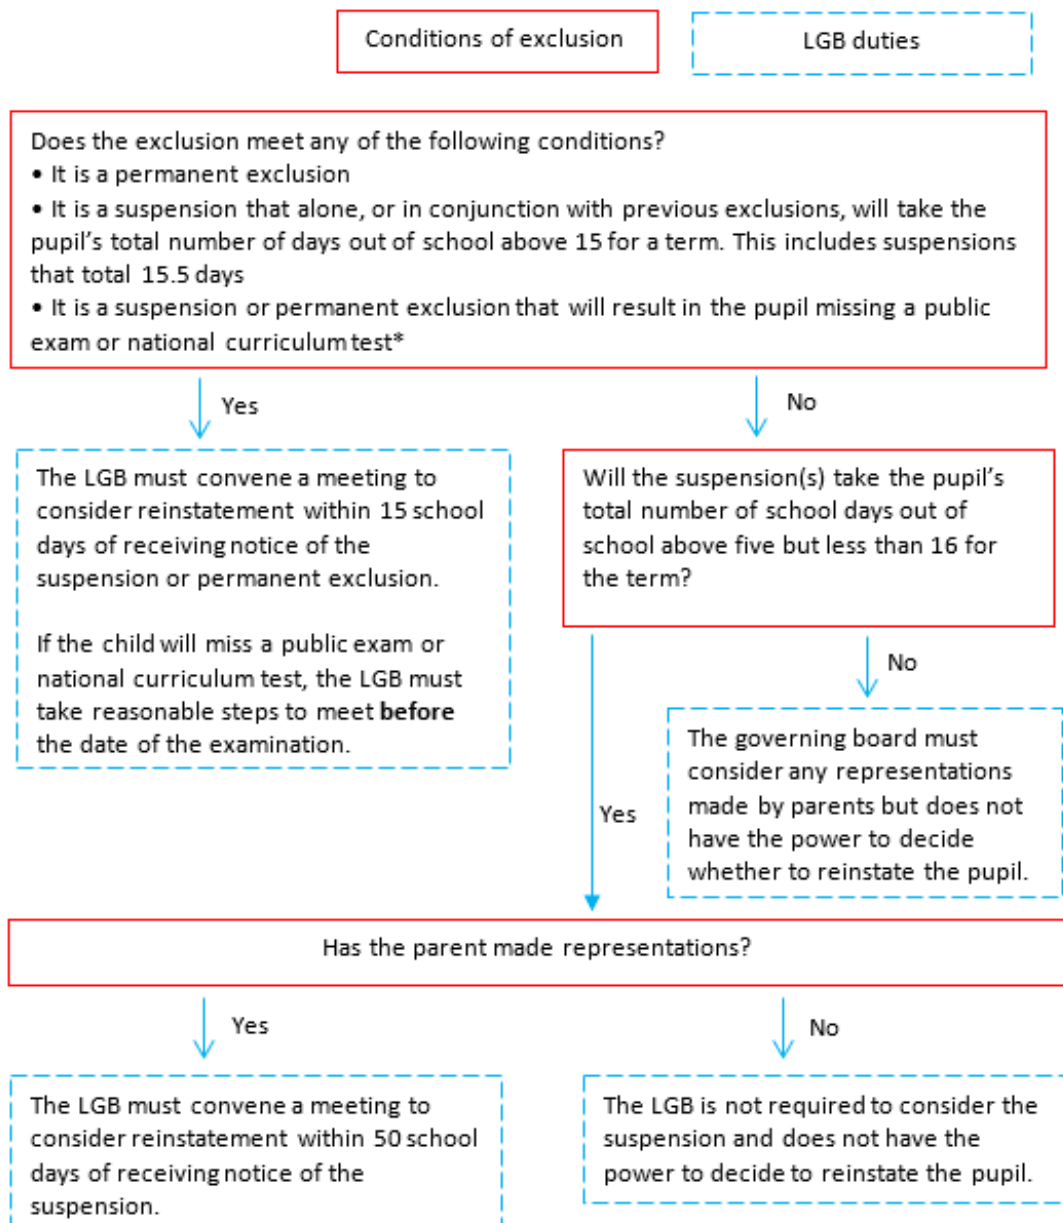 Conditions of exclusion
LGB duties
Does the exclusion meet any of the following conditions?
• It is a permanent exclusion
• It is a suspension that alone, or in conjunction with previous exclusions, will take the
pupil’s total number of days out of school above 15 for a term. This includes suspensions
that total 15.5 days
• It is a suspension or permanent exclusion that will result in the pupil missing a public
exam or national curriculum test*
Yes
No
The LGB must convene a meeting to
consider reinstatement within 15 school
days of receiving notice of the
suspension or permanent exclusion.
If the child will miss a public exam or
national curriculum test, the LGB must
take reasonable steps to meet before
the date of the examination.
Will the suspension(s) take the pupil’s
total number of school days out of
school above five but less than 16 for
the term?
No
The governing board must
consider any representations
made by parents but does not
have the power to decide
whether to reinstate the pupil.
Yes
Has the parent made representations?
Yes
No
The LGB must convene a meeting to
consider reinstatement within 50 school
days of receiving notice of the
suspension.
The LGB is not required to consider the
suspension and does not have the
power to decide to reinstate the pupil.